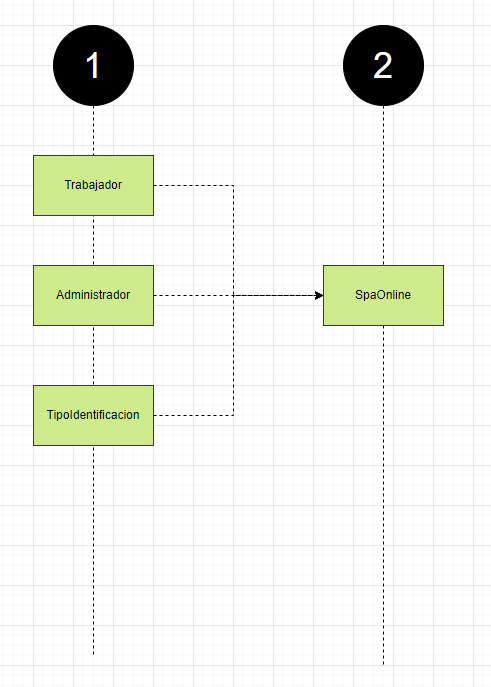 1
2
Trabajador
Administrador
SpaOnline
TipoIdentificacion